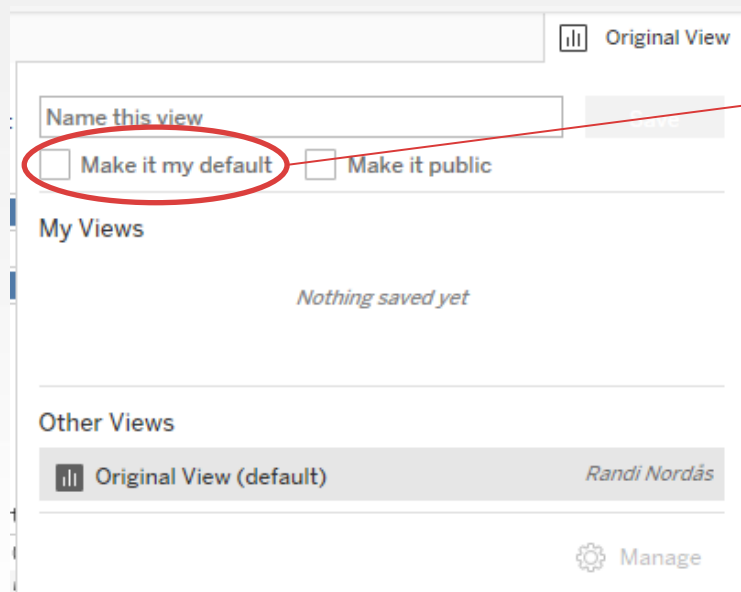 Original View
Name this view
Save
Make it my default Make it public
My Views
Nothing saved yet
Other Views
Original View (default) Randi Nordås
Manage